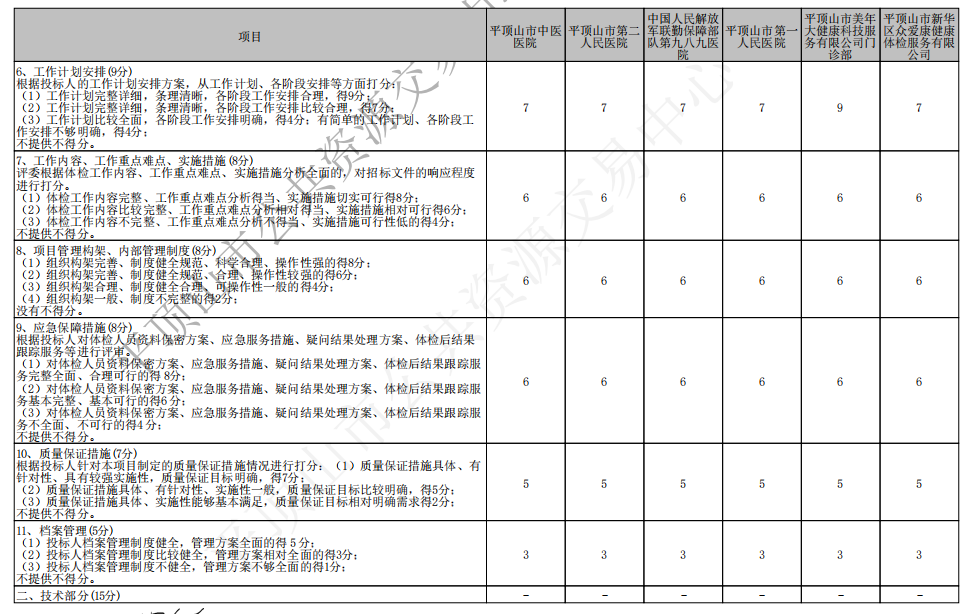 项目
平顶山市中医医院
平顶山市第二人民医院
中国人民解放军联勤保障部队第九八九医院
平顶山市第一人民医院
平顶山市美年大健康科技服务有限公司门诊部
平顶山市新华区众爱康健康体检服务有限公司
6、工作计划安排(9分)
根据投标人的工作计划安排方案，从工作计划、各阶段安排等方面打分:
（1）工作计划完整详细，条理清晰，各阶段工作安排合理，得9分；
（2）工作计划完整详细，条理清晰，各阶段工作安排比较合理，得7分；
（3）工作计划比较全面，各阶段工作安排明确，得4分；有简单的工作计划、各阶段工
作安排不够明确，得4分；
不提供不得分。
7 7 7 7 9 7
7、工作内容、工作重点难点、实施措施(8分)
评委根据体检工作内容、工作重点难点、实施措施分析全面的，对招标文件的响应程度
进行打分。
（1）体检工作内容完整、工作重点难点分析得当、实施措施切实可行得8分；
（2）体检工作内容比较完整、工作重点难点分析相对得当、实施措施相对可行得6分；
（3）体检工作内容不完整、工作重点难点分析不得当、实施措施可行性低的得4分；
不提供不得分。
6 6 6 6 6 6
8、项目管理构架、内部管理制度(8分)
（1）组织构架完善、制度健全规范、科学合理、操作性强的得8分；
（2）组织构架完善、制度健全规范、合理、操作性较强的得6分；
（3）组织构架合理、制度健全合理、可操作性一般的得4分；
（4）组织构架一般、制度不完整的得2分；
没有不得分。
6 6 6 6 6 6
9、应急保障措施(8分)
根据投标人对体检人员资料保密方案、应急服务措施、疑问结果处理方案、体检后结果
跟踪服务等进行评审。
（1）对体检人员资料保密方案、应急服务措施、疑问结果处理方案、体检后结果跟踪服
务完整全面、合理可行的得 8分；
（2）对体检人员资料保密方案、应急服务措施、疑问结果处理方案、体检后结果跟踪服
务基本完整、基本可行的得6 分；
（3）对体检人员资料保密方案、应急服务措施、疑问结果处理方案、体检后结果跟踪服
务不全面、不可行的得4 分；
不提供不得分。
6 6 6 6 6 6
10、质量保证措施(7分)
根据投标人针对本项目制定的质量保证措施情况进行打分:（1）质量保证措施具体、有
针对性、具有较强实施性，质量保证目标明确，得7分；
（2）质量保证措施具体、有针对性、实施性一般，质量保证目标比较明确，得5分；
（3）质量保证措施具体、实施性能够基本满足，质量保证目标相对明确需求得2分；
不提供不得分。
5 5 5 5 5 5
11、档案管理(5分)
（1）投标人档案管理制度健全，管理方案全面的得 5 分；
（2）投标人档案管理制度比较健全，管理方案相对全面的得3分；
（3）投标人档案管理制度不健全，管理方案不够全面的得1分；
不提供不得分。
3 3 3 3 3 3
二、技术部分(15分)
- - - - - -
平顶山市公共资源交易中心